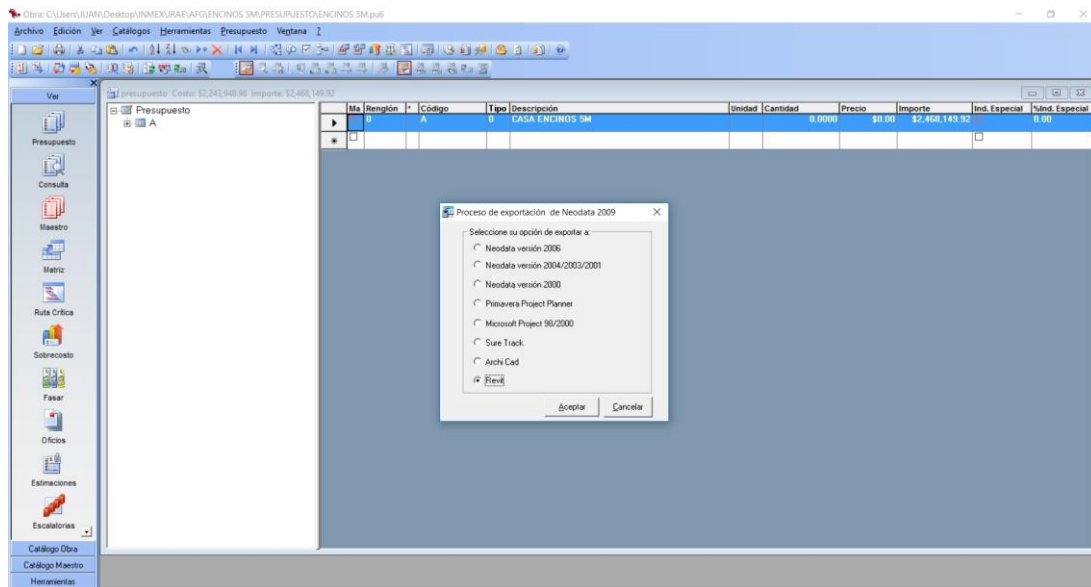 Obra: C:\Users\JUAN\Desktop\INMEX\JRAE\AFG\ENCINOS 5M\PRESUPUESTO\ENCINOS 5M.pu6
Archivo Edición Ver Catálogos Herramientas Presupuesto Ventana ?
Ver
Presupuesto
Consulta
Maestro
Matriz
Ruta Crítica
Sobrecosto
Fasar
Oficios
Estimaciones
Escalatorias
Catálogo Obra
Catálogo Maestro
Herramientas
presupuesto Costo: $2,243,948.98 Importe: $2,468,149.92
Presupuesto
A
Ma Renglón * Código Tipo Descripción Unidad Cantidad Precio Importe Ind. Especial %Ind. Especial
0 A 0 CASA ENCINOS 5M 0.0000 $0.00 $2,468,149.92 0.00
Proceso de exportación de Neodata 2009
Seleccione su opción de exportar a:
Neodata versión 2006
Neodata versión 2004/2003/2001
Neodata versión 2000
Primavera Project Planner
Microsoft Project 98/2000
Sure Track
Archi Cad
Revit
Aceptar Cancelar